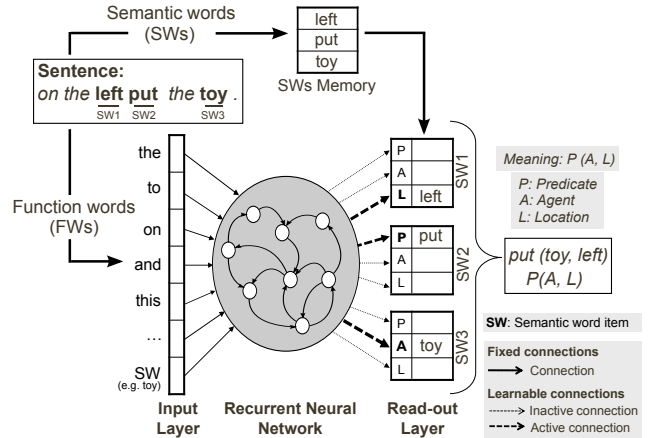 Semantic words
(SWs)
left
put
toy
SWs Memory
Sentence:
on the left put the toy .
SW1 SW2 SW3
Function words
(FWs)
the
to
on
and
this
...
SW
(e.g. toy)
Input
Layer
Recurrent Neural
Network
P
A
L left
SW1
P put
A
L
SW2
P
A toy
L
SW3
Read-out
Layer
Meaning: P (A, L)
P: Predicate
A: Agent
L: Location
put (toy, left)
P(A, L)
SW: Semantic word item
Fixed connections
Connection
Learnable connections
Inactive connection
Active connection